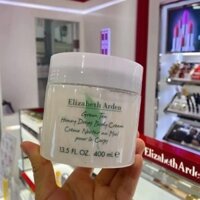 Elizabeth Arden
Green Tea
Honey Drops Body Cream
Crème Nectar au Miel
pour le Corps
13.5 FL.OZ. 400 ml ℮
Elizabeth Arden